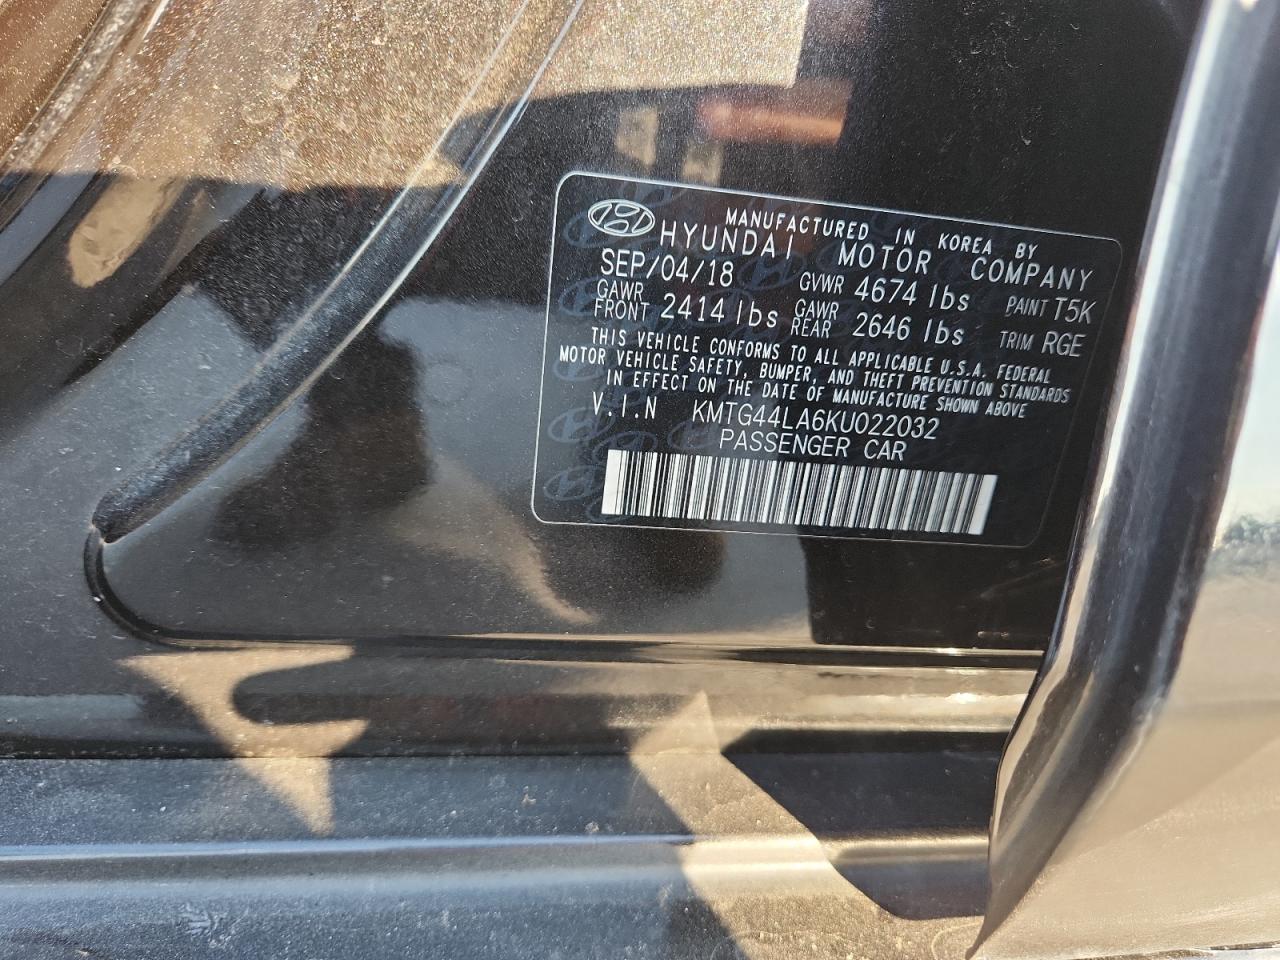 MANUFACTURED IN KOREA BY
HYUNDAI MOTOR COMPANY
SEP/04/18 GVWR 4674 lbs PAINT T5K
GAWR FRONT 2414 lbs GAWR REAR 2646 lbs TRIM RGE
THIS VEHICLE CONFORMS TO ALL APPLICABLE U.S.A. FEDERAL
MOTOR VEHICLE SAFETY, BUMPER, AND THEFT PREVENTION STANDARDS
IN EFFECT ON THE DATE OF MANUFACTURE SHOWN ABOVE
V.I.N KMTG44LA6KU022032
PASSENGER CAR